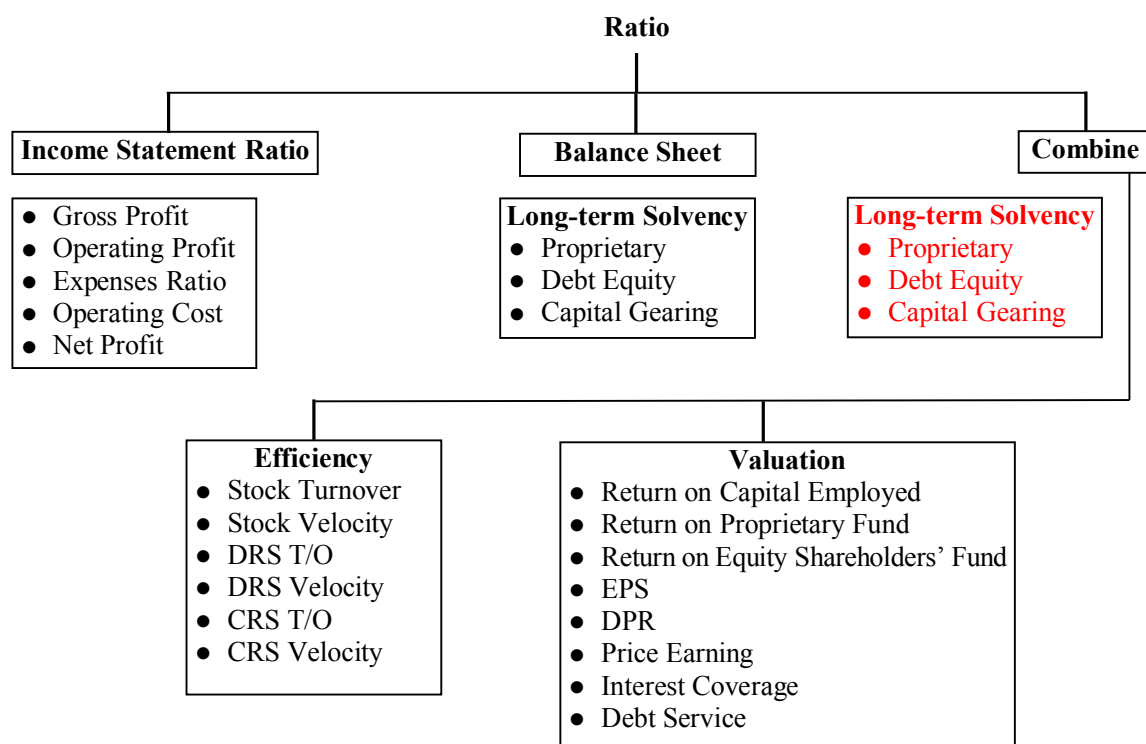 Ratio
Income Statement Ratio
Balance Sheet
Combine
● Gross Profit
● Operating Profit
● Expenses Ratio
● Operating Cost
● Net Profit
Long-term Solvency
● Proprietary
● Debt Equity
● Capital Gearing
Long-term Solvency
● Proprietary
● Debt Equity
● Capital Gearing
Efficiency
● Stock Turnover
● Stock Velocity
● DRS T/O
● DRS Velocity
● CRS T/O
● CRS Velocity
Valuation
● Return on Capital Employed
● Return on Proprietary Fund
● Return on Equity Shareholders’ Fund
● EPS
● DPR
● Price Earning
● Interest Coverage
● Debt Service